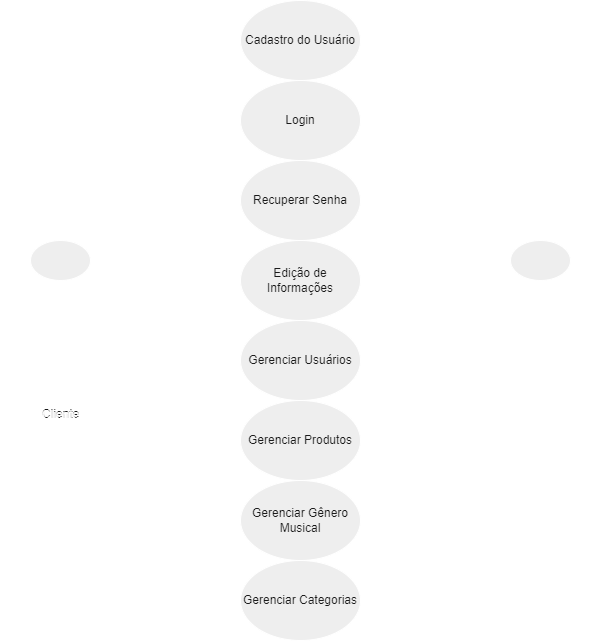 Cadastro do Usuário
Login
Recuperar Senha
Edição de
Informações
Gerenciar Usuários
Gerenciar Produtos
Cliente
Gerenciar Gênero
Musical
Gerenciar Categorias